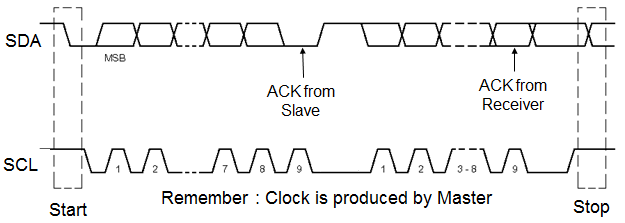 SDA
MSB
ACK from
Slave
ACK from
Receiver
SCL
1 2 7 8 9 1 2 3 - 8 9
Remember : Clock is produced by Master
Start
Stop